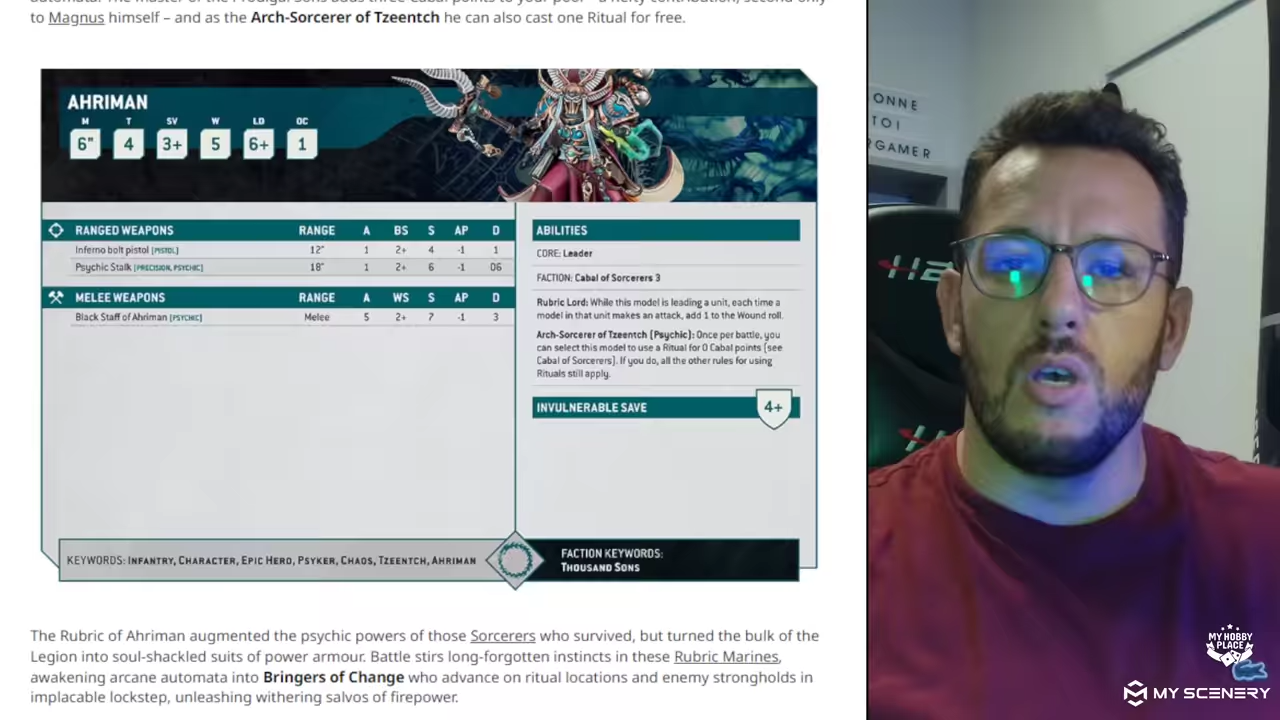 to Magnus himself – and as the Arch-Sorcerer of Tzeentch he can also cast one Ritual for free.
AHRIMAN
M T SV W LD OC
6" 4 3+ 5 6+ 1
RANGED WEAPONS RANGE A BS S AP D
Inferno bolt pistol [PISTOL] 12" 1 2+ 4 -1 1
Psychic Stalk [PRECISION, PSYCHIC] 18" 1 2+ 6 -1 D6
MELEE WEAPONS RANGE A WS S AP D
Black Staff of Ahriman [PSYCHIC] Melee 5 2+ 7 -1 3
ABILITIES
CORE: Leader
FACTION: Cabal of Sorcerers 3
Rubric Lord: While this model is leading a unit, each time a
model in that unit makes an attack, add 1 to the Wound roll.
Arch-Sorcerer of Tzeentch (Psychic): Once per battle, you
can select this model to use a Ritual for 0 Cabal points (see
Cabal of Sorcerers). If you do, all the other rules for using
Rituals still apply.
INVULNERABLE SAVE 4+
KEYWORDS: INFANTRY, CHARACTER, EPIC HERO, PSYKER, CHAOS, TZEENTCH, AHRIMAN
FACTION KEYWORDS:
THOUSAND SONS
The Rubric of Ahriman augmented the psychic powers of those Sorcerers who survived, but turned the bulk of the
Legion into soul-shackled suits of power armour. Battle stirs long-forgotten instincts in these Rubric Marines,
awakening arcane automata into Bringers of Change who advance on ritual locations and enemy strongholds in
implacable lockstep, unleashing withering salvos of firepower.
ONNE
TOI
RGAMER
MY HOBBY
PLACE
MY SCENERY